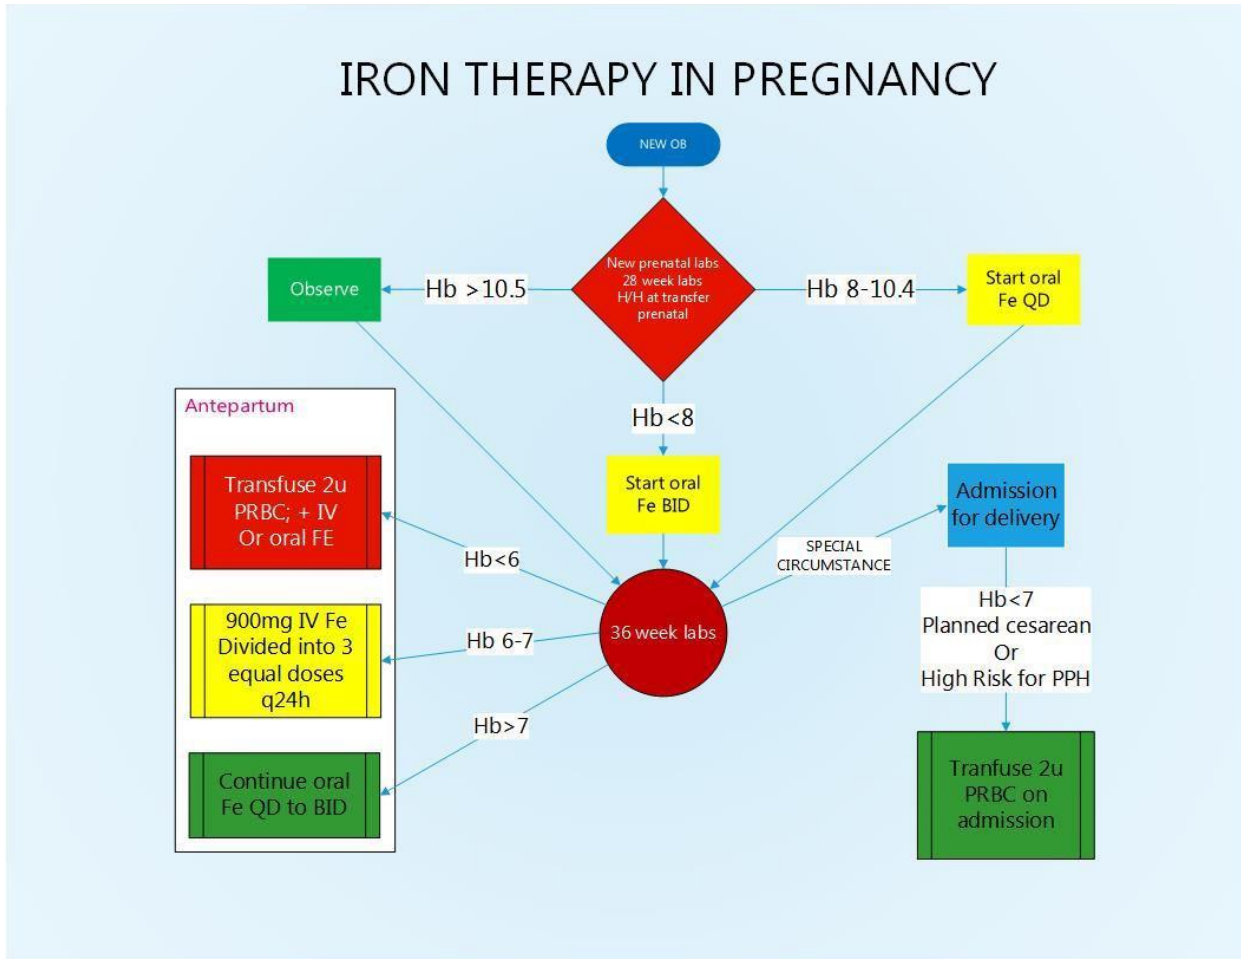 IRON THERAPY IN PREGNANCY
NEW OB
New prenatal labs
28 week labs
H/H at transfer
prenatal
Hb >10.5
Observe
Hb 8-10.4
Start oral
Fe QD
Hb<8
Start oral
Fe BID
36 week labs
Antepartum
Hb<6
Transfuse 2u
PRBC; + IV
Or oral FE
Hb 6-7
900mg IV Fe
Divided into 3
equal doses
q24h
Hb>7
Continue oral
Fe QD to BID
SPECIAL
CIRCUMSTANCE
Admission
for delivery
Hb<7
Planned cesarean
Or
High Risk for PPH
Tranfuse 2u
PRBC on
admission